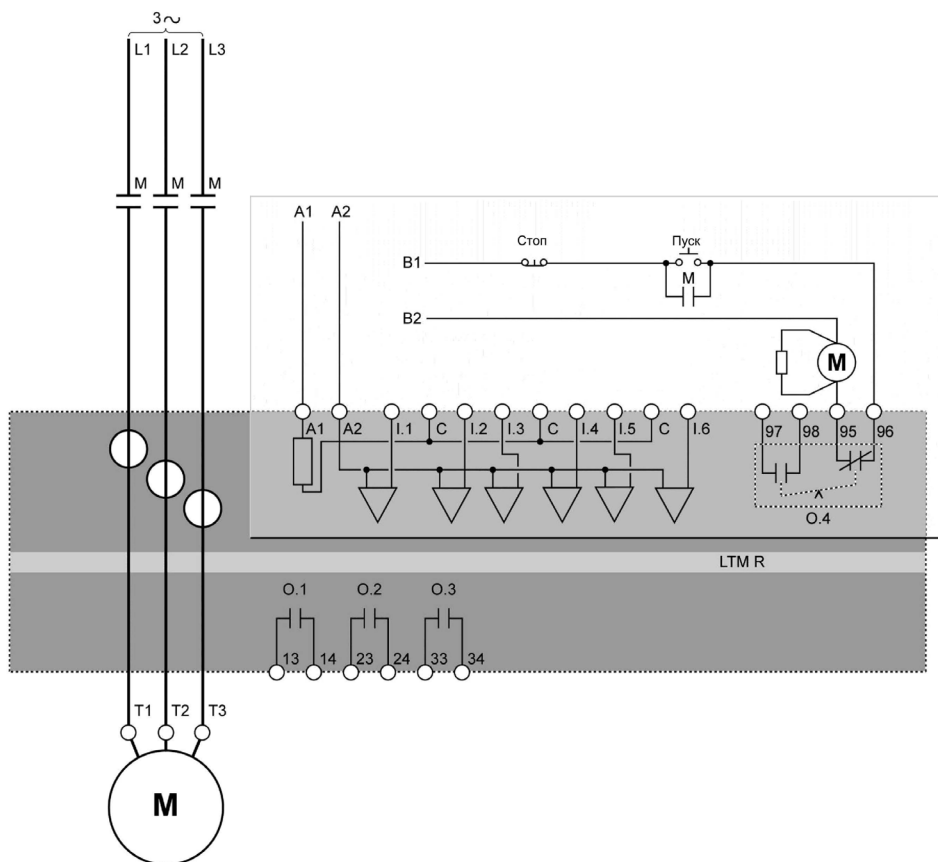 3~
L1 L2 L3
M M M
A1 A2
Стоп Пуск
B1
M
B2
M
A1 A2 I.1 C I.2 I.3 C I.4 I.5 C I.6 97 98 95 96
O.4
LTM R
O.1 O.2 O.3
13 14 23 24 33 34
T1 T2 T3
M